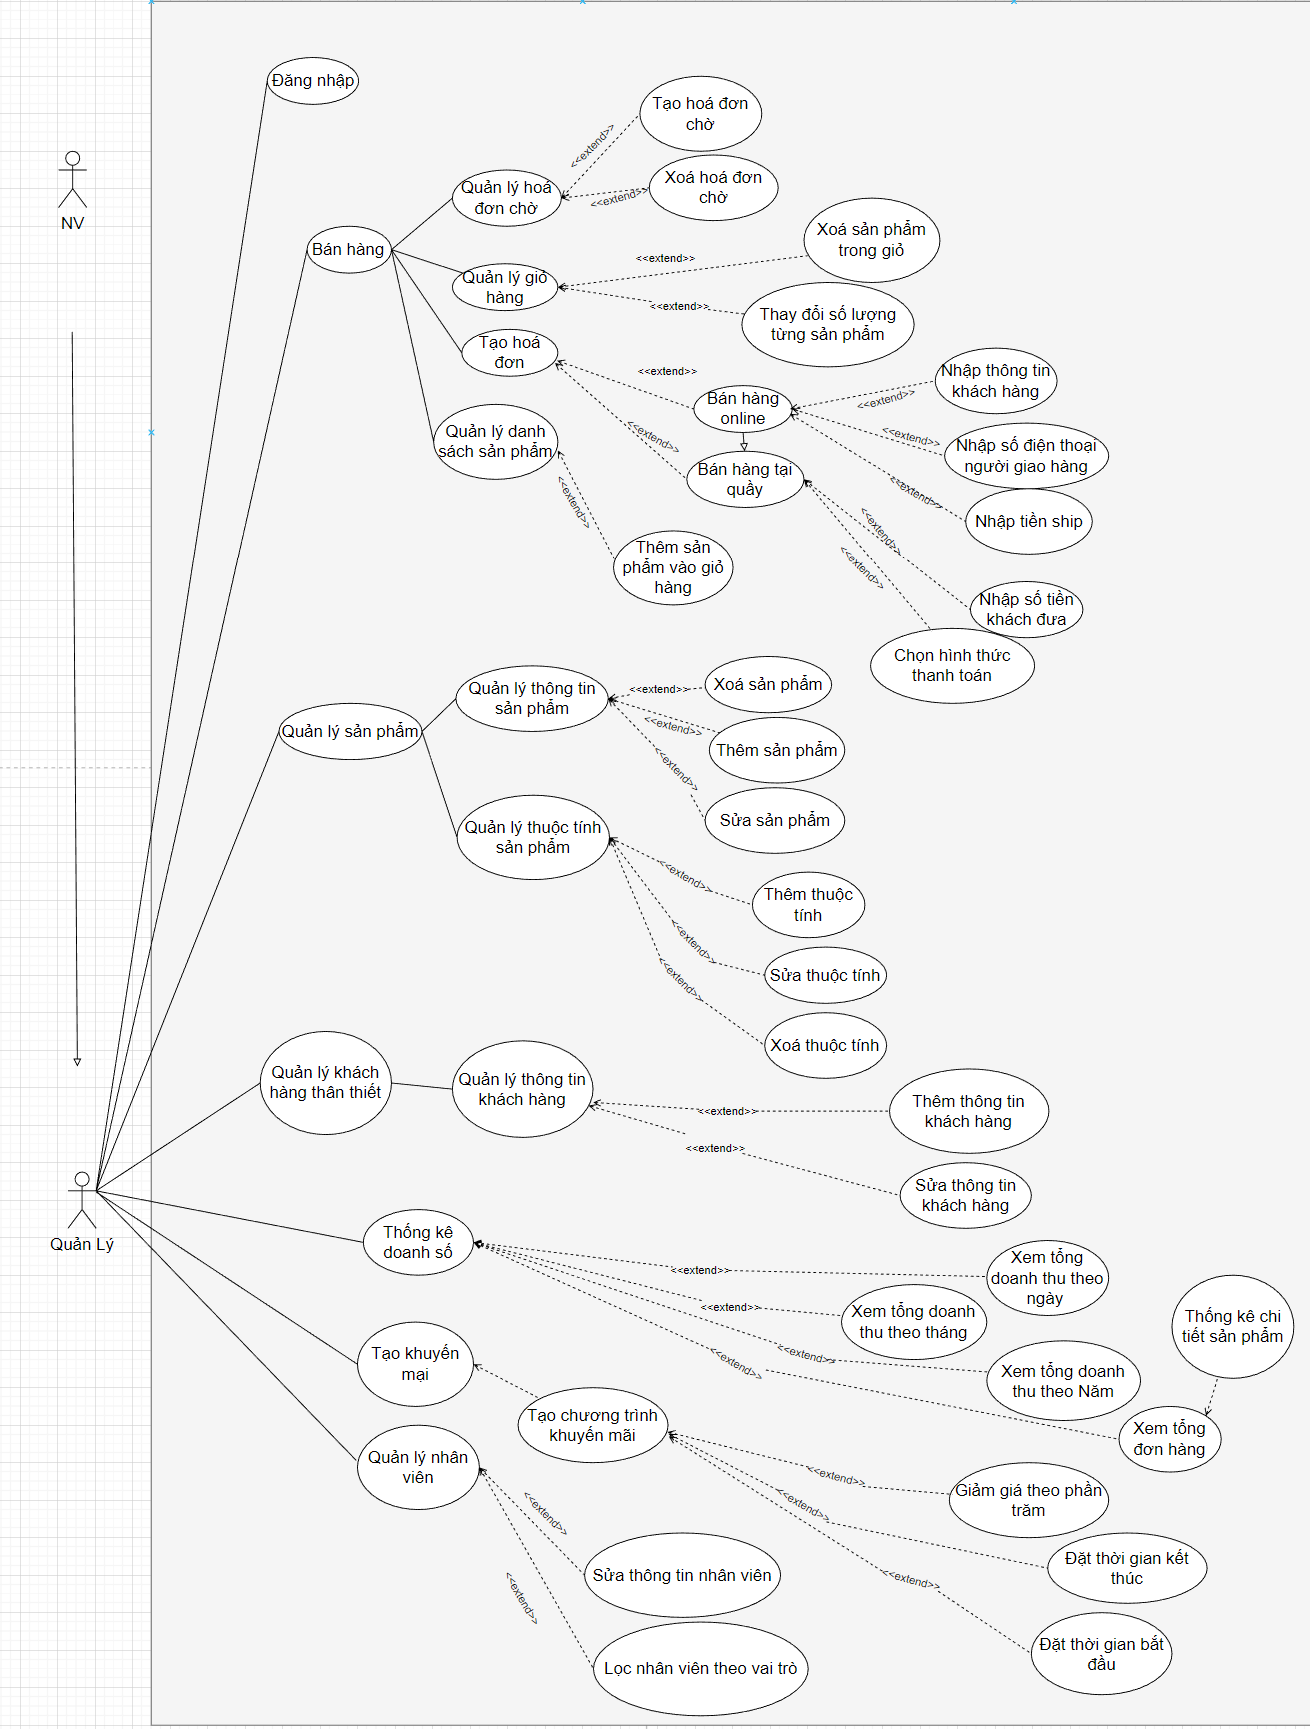 Đăng nhập
Tạo hoá đơn
chờ
<<extend>>
Xoá hoá đơn
chờ
<<extend>>
Quản lý hoá
đơn chờ
NV
Bán hàng
Xoá sản phẩm
trong giỏ
<<extend>>
Quản lý giỏ
hàng
<<extend>>
Thay đổi số lượng
từng sản phẩm
Tạo hoá
đơn
<<extend>>
Nhập thông tin
khách hàng
<<extend>>
Bán hàng
online
Quản lý danh
sách sản phẩm
<<extend>>
<<extend>>
Nhập số điện thoại
người giao hàng
Bán hàng tại
quầy
<<extend>>
<<extend>>
Nhập tiền ship
<<extend>>
<<extend>>
Thêm sản
phẩm vào giỏ
hàng
Nhập số tiền
khách đưa
Chọn hình thức
thanh toán
Quản lý thông tin
sản phẩm
<<extend>>
Xoá sản phẩm
<<extend>>
Quản lý sản phẩm
Thêm sản phẩm
<<extend>>
Sửa sản phẩm
Quản lý thuộc tính
sản phẩm
<<extend>>
Thêm thuộc
tính
<<extend>>
Sửa thuộc tính
<<extend>>
Xoá thuộc tính
Quản lý khách
hàng thân thiết
Quản lý thông tin
khách hàng
<<extend>>
Thêm thông tin
khách hàng
<<extend>>
Sửa thông tin
khách hàng
Quản Lý
Thống kê
doanh số
<<extend>>
Xem tổng
doanh thu theo
ngày
<<extend>>
Xem tổng doanh
thu theo tháng
Thống kê chi
tiết sản phẩm
<<extend>>
<<extend>>
Xem tổng doanh
thu theo Năm
Tạo khuyến
mại
Tạo chương trình
khuyến mãi
Xem tổng
đơn hàng
Quản lý nhân
viên
<<extend>>
Giảm giá theo phần
trăm
<<extend>>
<<extend>>
Đặt thời gian kết
thúc
<<extend>>
Sửa thông tin nhân viên
<<extend>>
Đặt thời gian bắt
đầu
Lọc nhân viên theo vai trò